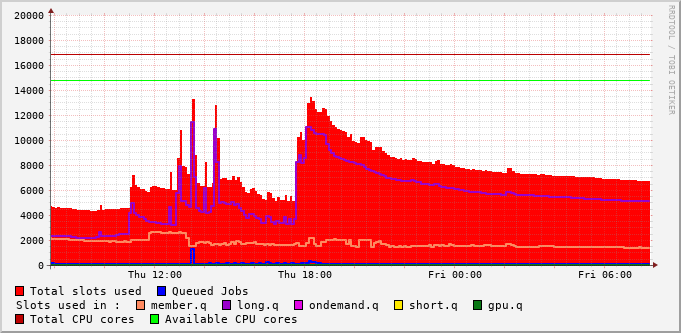 RRDTOOL / TOBI OETIKER
20000
18000
16000
14000
12000
10000
8000
6000
4000
2000
0
Thu 12:00 Thu 18:00 Fri 00:00 Fri 06:00
Total slots used Queued Jobs
Slots used in : member.q long.q ondemand.q short.q gpu.q
Total CPU cores Available CPU cores